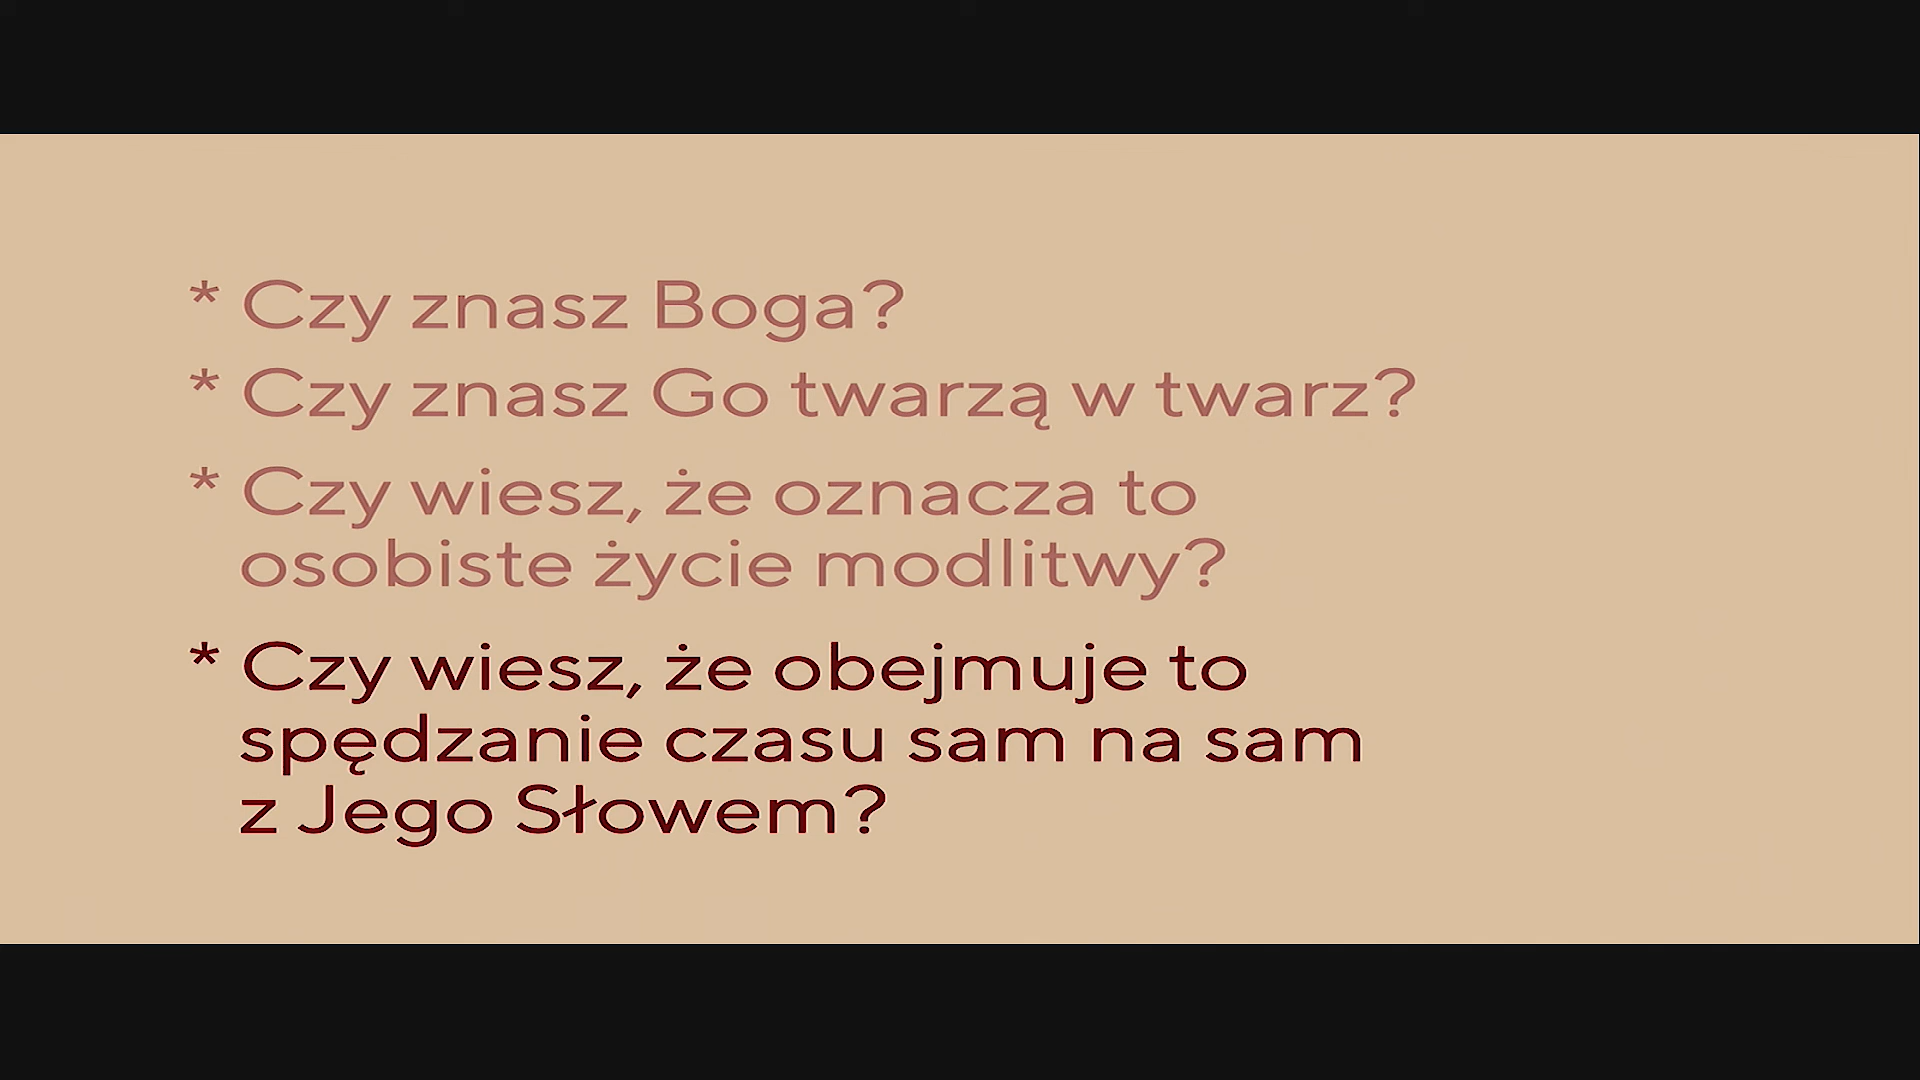 * Czy znasz Boga?
* Czy znasz Go twarzą w twarz?
* Czy wiesz, że oznacza to
osobiste życie modlitwy?
* Czy wiesz, że obejmuje to
spędzanie czasu sam na sam
z Jego Słowem?